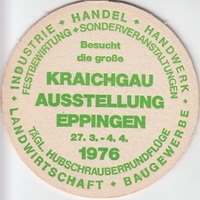 INDUSTRIE + HANDEL + HANDWERK +
FESTBEWIRTUNG + SONDERVERANSTALTUNGEN
Besucht
die große
KRAICHGAU
AUSSTELLUNG
EPPINGEN
27. 3. - 4. 4.
1976
TÄGL. HUBSCHRAUBERRUNDFLÜGE
LANDWIRTSCHAFT + BAUGEWERBE +